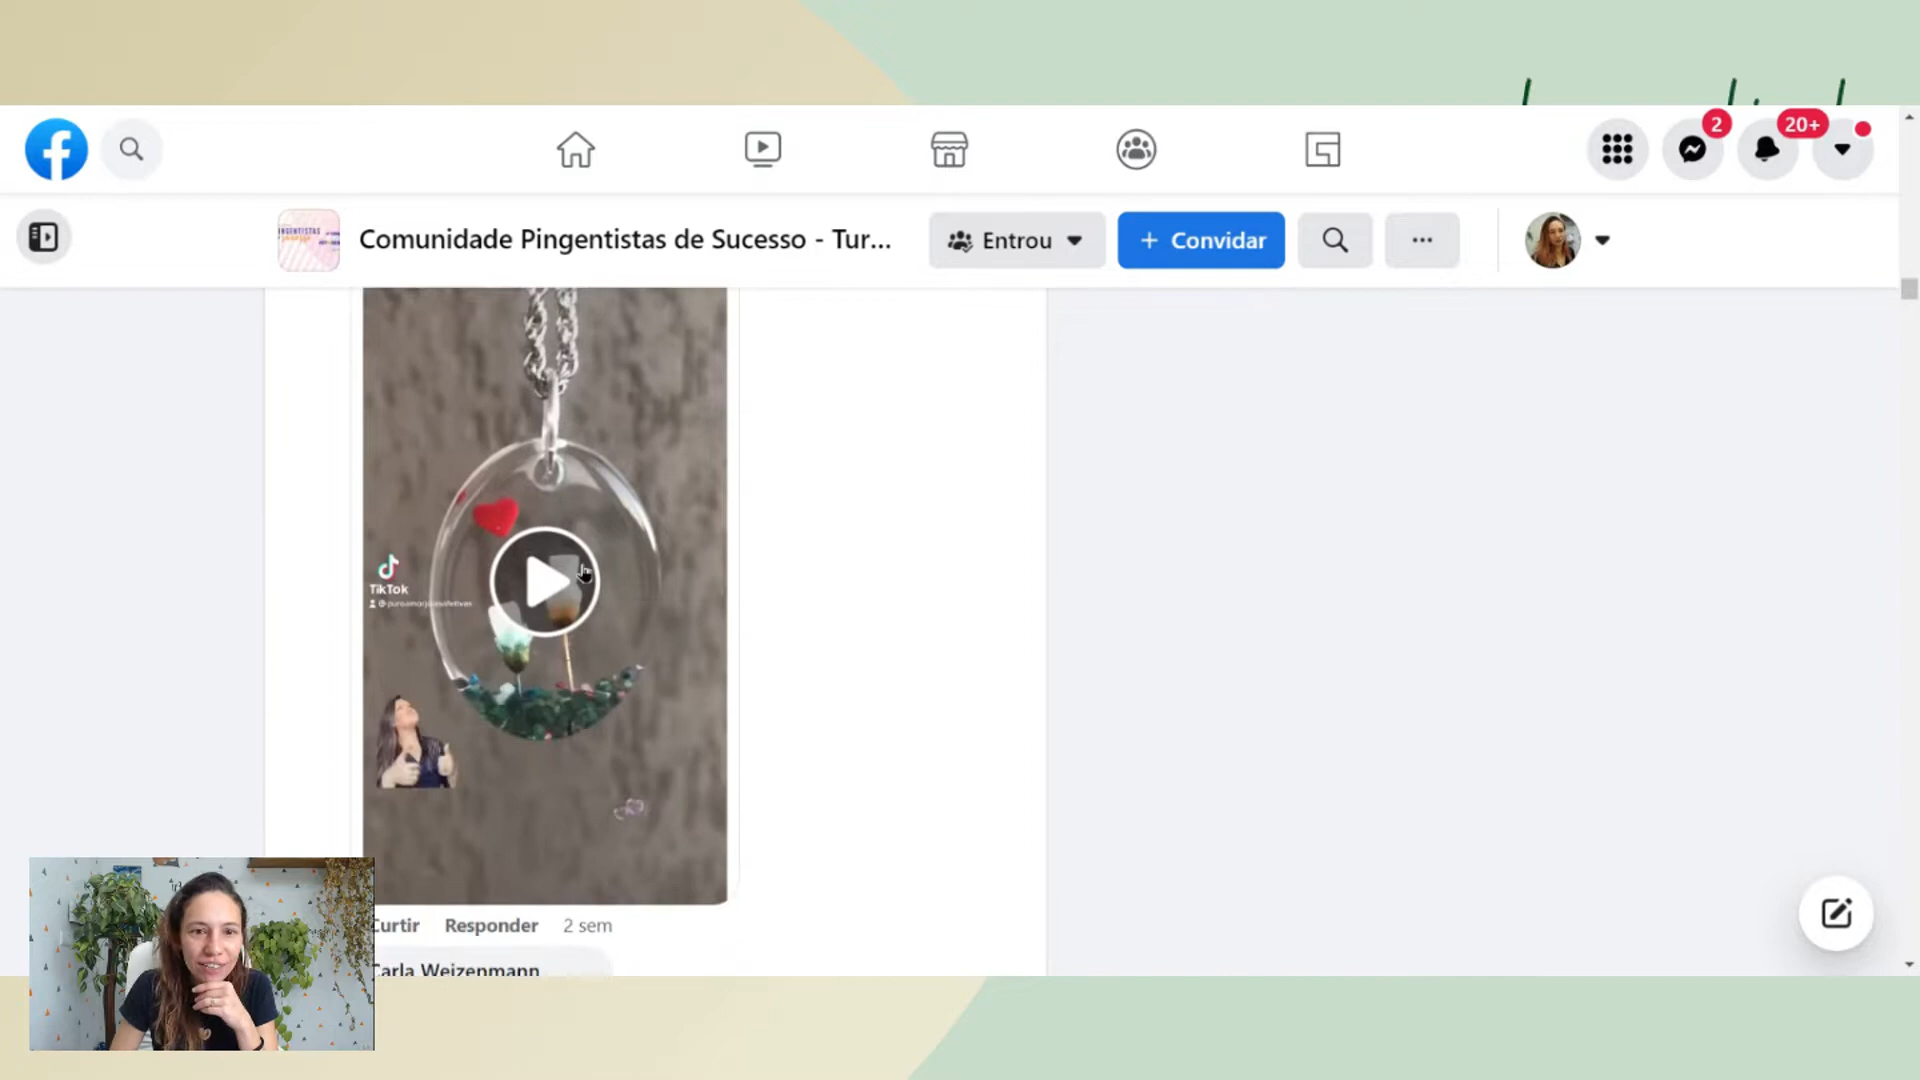 2
20+
Comunidade Pingentistas de Sucesso - Tur...
Entrou
+ Convidar
TikTok
Curtir Responder 2 sem
Carla Weizenmann